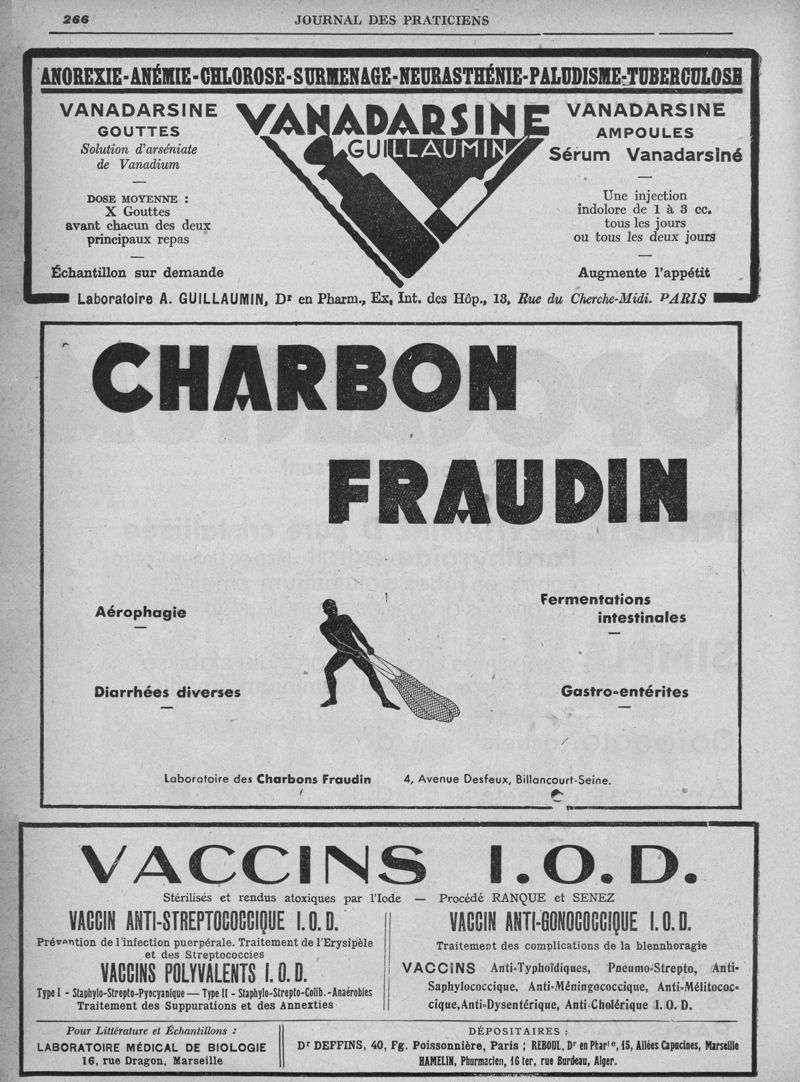 266
JOURNAL DES PRATICIENS
ANOREXIE-ANÉMIE-CHLOROSE-SURMENAGE-NEURASTHÉNIE-PALUDISME-TUBERCULOSE
VANADARSINE
GOUTTES
Solution d'arséniate
de Vanadium
DOSE MOYENNE :
X Gouttes
avant chacun des deux
principaux repas
Échantillon sur demande
VANADARSINE
GUILLAUMIN
VANADARSINE
AMPOULES
Sérum Vanadarsiné
Une injection
indolore de 1 à 3 cc.
tous les jours
ou tous les deux jours
Augmente l'appétit
Laboratoire A. GUILLAUMIN, Dr en Pharm., Ex. Int. des Hôp., 13, Rue du Cherche-Midi. PARIS
CHARBON
FRAUDIN
Aérophagie
Diarrhées diverses
Fermentations
intestinales
Gastro-entérites
Laboratoire des Charbons Fraudin 4, Avenue Desfeux, Billancourt-Seine.
VACCINS I.O.D.
Stérilisés et rendus atoxiques par l'Iode — Procédé RANQUE et SENEZ
VACCIN ANTI-STREPTOCOCCIQUE I.O.D.
Prévention de l'infection puerpérale. Traitement de l'Erysipèle
et des Streptococcies
VACCINS POLYVALENTS I.O.D.
Type I - Staphylo-Strepto-Pyocyanique — Type II - Staphylo-Strepto-Colib.-Anaérobies
Traitement des Suppurations et des Annexties
VACCIN ANTI-GONOCOCCIQUE I.O.D.
Traitement des complications de la blennhoragie
VACCINS Anti-Typhoïdiques, Pneumo-Strepto, Anti-
Saphylococcique, Anti-Méningococcique, Anti-Mélitococ-
cique, Anti-Dysentérique, Anti-Cholérique I.O.D.
Pour Littérature et Échantillons :
LABORATOIRE MÉDICAL DE BIOLOGIE
16, rue Dragon, Marseille
DÉPOSITAIRES :
Dr DEFFINS, 40, Fg. Poissonnière, Paris ; REBOUL, Dr en Phare, 15, Allées Capucines, Marseille
HAMELIN, Pharmacien, 16 ter, rue Burdeau, Alger.